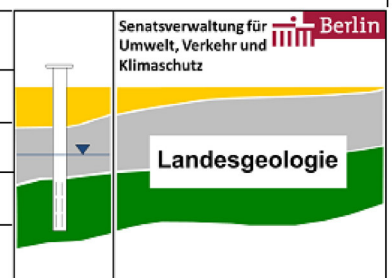 Senatsverwaltung für
Umwelt, Verkehr und
Klimaschutz
Berlin
Landesgeologie